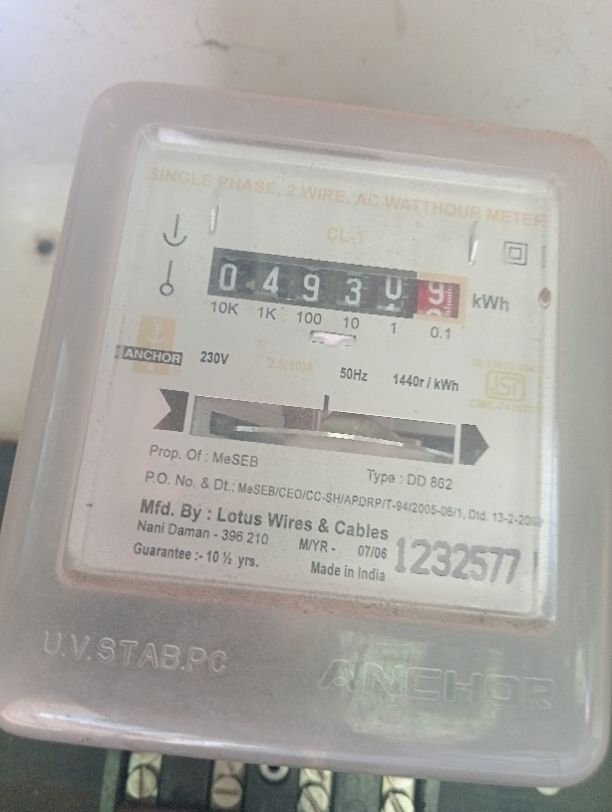 SINGLE PHASE, 2 WIRE, AC WATTHOUR METER
CL-1
0 4 9 3 0 9 kWh
10K 1K 100 10 1 0.1
ANCHOR 230V 2.5(10)A 50Hz 1440r / kWh
ISI
Prop. Of : MeSEB Type : DD 862
P.O. No. & Dt.: MeSEB/CEO/CC-SH/APDRP/T-94/2005-06/1, Dtd. 13-2-
Mfd. By : Lotus Wires & Cables
Nani Daman - 396 210 M/YR - 07/06 1232577
Guarantee :- 10 ½ yrs. Made in India
U.V.STAB.PC ANCHOR